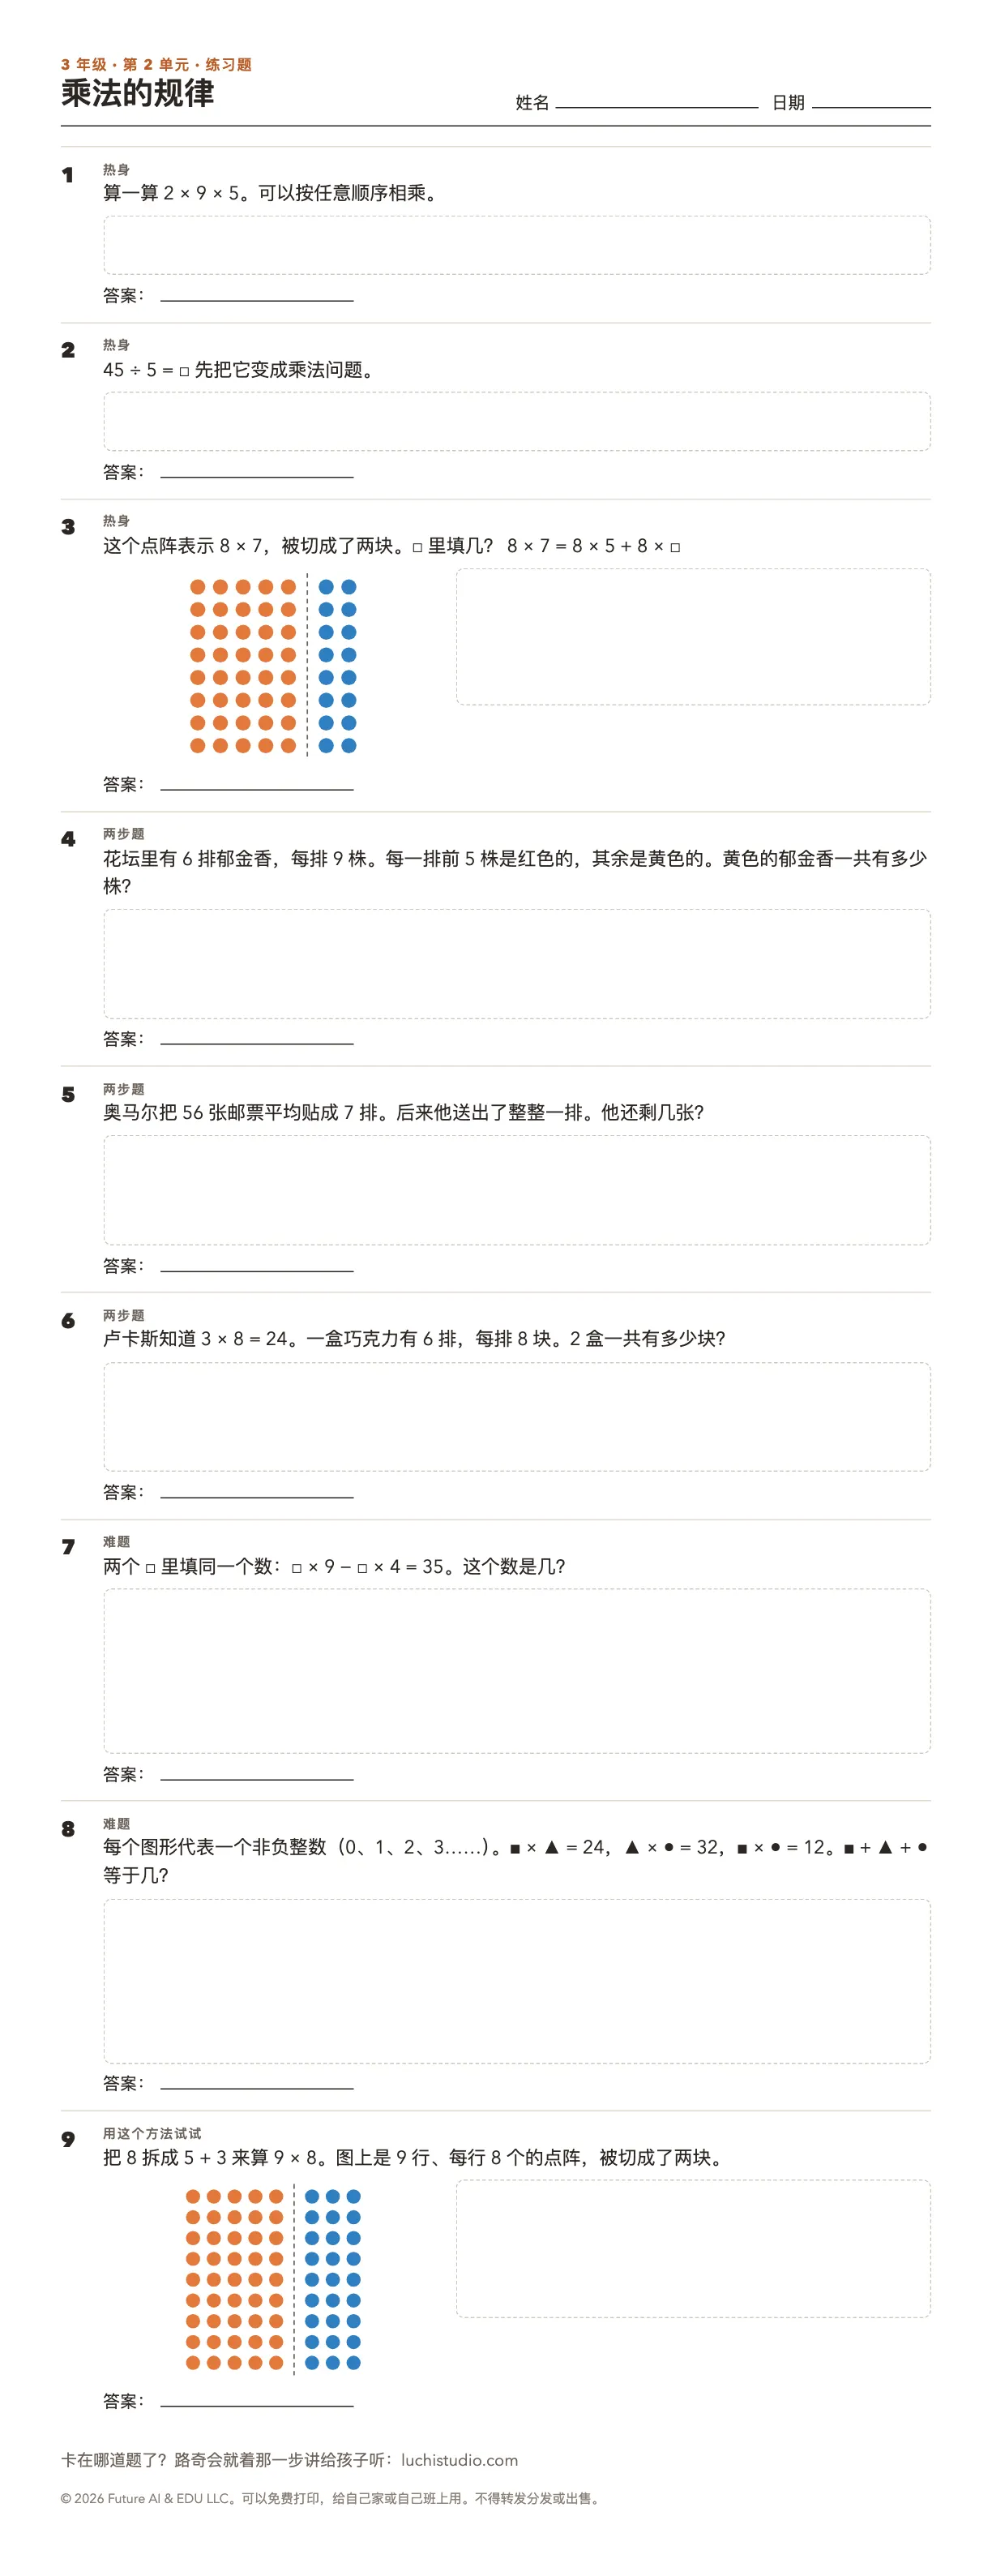 3 年级 · 第 2 单元 · 练习题
乘法的规律
姓名 日期
1
热身
算一算 2 × 9 × 5。可以按任意顺序相乘。
答案：
2
热身
45 ÷ 5 = □ 先把它变成乘法问题。
答案：
3
热身
这个点阵表示 8 × 7，被切成了两块。□ 里填几？ 8 × 7 = 8 × 5 + 8 × □
答案：
4
两步题
花坛里有 6 排郁金香，每排 9 株。每一排前 5 株是红色的，其余是黄色的。黄色的郁金香一共有多少
株？
答案：
5
两步题
奥马尔把 56 张邮票平均贴成 7 排。后来他送出了整整一排。他还剩几张？
答案：
6
两步题
卢卡斯知道 3 × 8 = 24。一盒巧克力有 6 排，每排 8 块。2 盒一共有多少块？
答案：
7
难题
两个 □ 里填同一个数：□ × 9 − □ × 4 = 35。这个数是几？
答案：
8
难题
每个图形代表一个非负整数（0、1、2、3……）。■ × ▲ = 24，▲ × ● = 32，■ × ● = 12。■ + ▲ + ●
等于几？
答案：
9
用这个方法试试
把 8 拆成 5 + 3 来算 9 × 8。图上是 9 行、每行 8 个的点阵，被切成了两块。
答案：
卡在哪道题了？路奇会就着那一步讲给孩子听：luchistudio.com
© 2026 Future AI & EDU LLC。可以免费打印，给自己家或自己班上用。不得转发分发或出售。